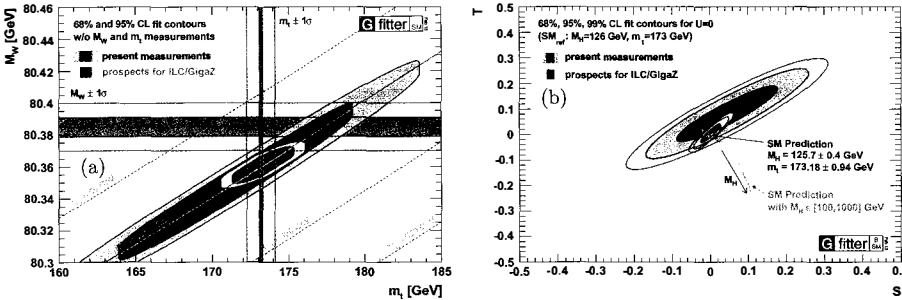 M_W [GeV]
80.46
80.44
80.42
80.4
80.38
80.36
80.34
80.32
80.3
68% and 95% CL fit contours
w/o M_W and m_t measurements
present measurements
prospects for ILC/GigaZ
M_W ± 1σ
m_t ± 1σ
G fitter SM
(a)
160 165 170 175 180 185
m_t [GeV]
T
0.5
0.4
0.3
0.2
0.1
0
-0.1
-0.2
-0.3
-0.4
-0.5
68%, 95%, 99% CL fit contours for U=0
(SM_ref: M_H=126 GeV, m_t=173 GeV)
present measurements
prospects for ILC/GigaZ
(b)
SM Prediction
M_H = 125.7 ± 0.4 GeV
m_t = 173.18 ± 0.94 GeV
M_H
SM Prediction
with M_H ∈ [100,1000] GeV
G fitter B SM
-0.5 -0.4 -0.3 -0.2 -0.1 0 0.1 0.2 0.3 0.4 0.5
S